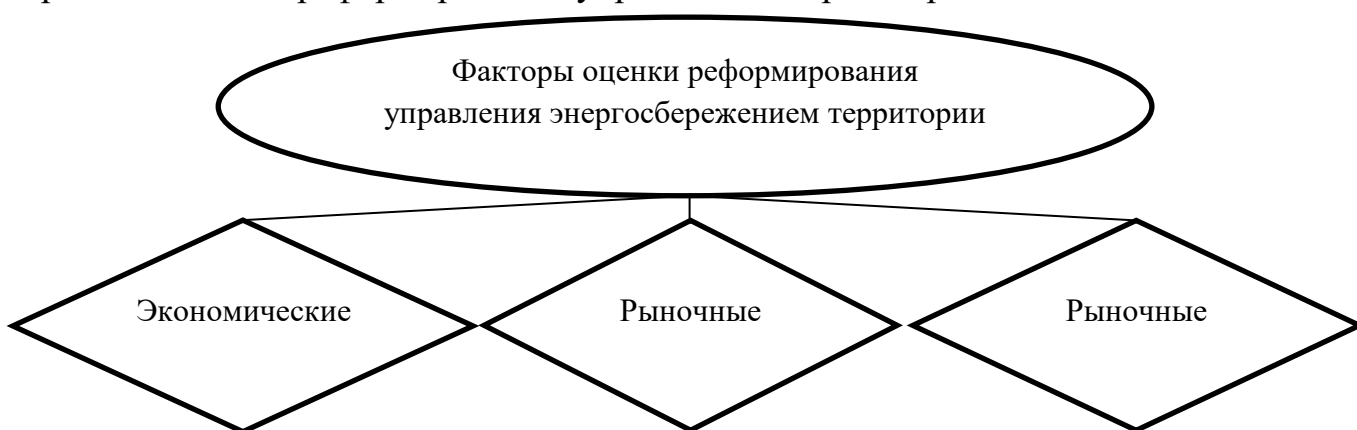 Факторы оценки реформирования
управления энергосбережением территории
Экономические
Рыночные
Рыночные